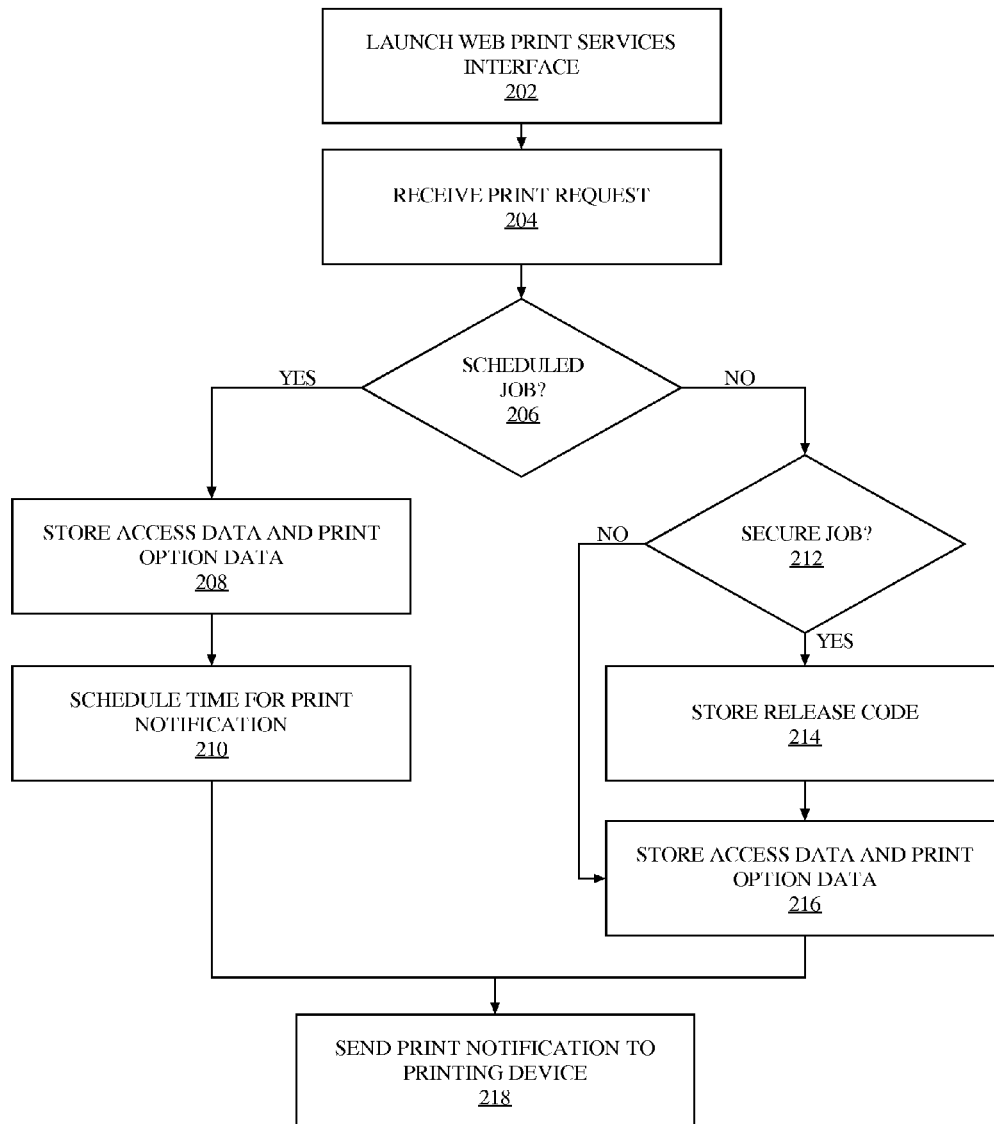 LAUNCH WEB PRINT SERVICES
INTERFACE
202
RECEIVE PRINT REQUEST
204
SCHEDULED
JOB?
206
YES
NO
STORE ACCESS DATA AND PRINT
OPTION DATA
208
SECURE JOB?
212
NO
YES
SCHEDULE TIME FOR PRINT
NOTIFICATION
210
STORE RELEASE CODE
214
STORE ACCESS DATA AND PRINT
OPTION DATA
216
SEND PRINT NOTIFICATION TO
PRINTING DEVICE
218